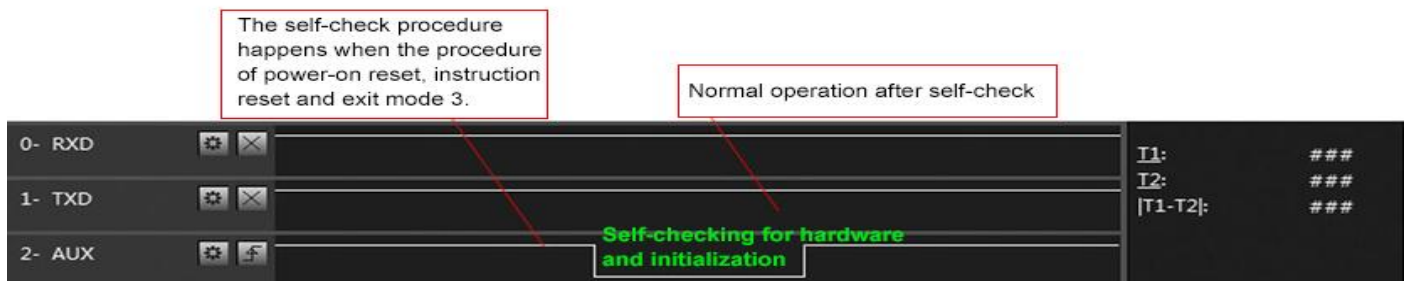 The self-check procedure
happens when the procedure
of power-on reset, instruction
reset and exit mode 3.
Normal operation after self-check
0- RXD
T1: ###
T2: ###
1- TXD
|T1-T2|: ###
Self-checking for hardware
and initialization
2- AUX